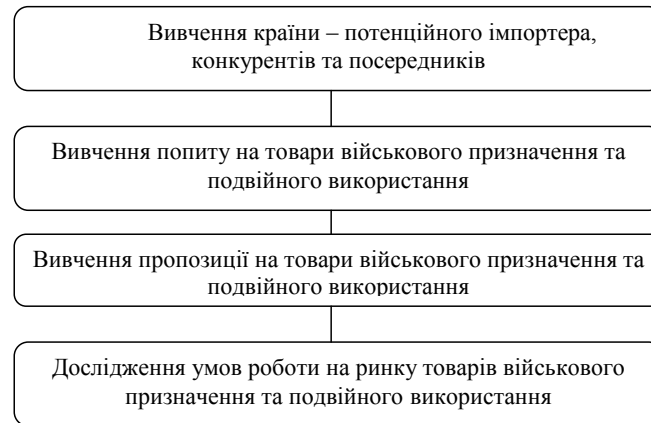 Вивчення країни – потенційного імпортера,
конкурентів та посередників
Вивчення попиту на товари військового призначення та
подвійного використання
Вивчення пропозиції на товари військового призначення та
подвійного використання
Дослідження умов роботи на ринку товарів військового
призначення та подвійного використання